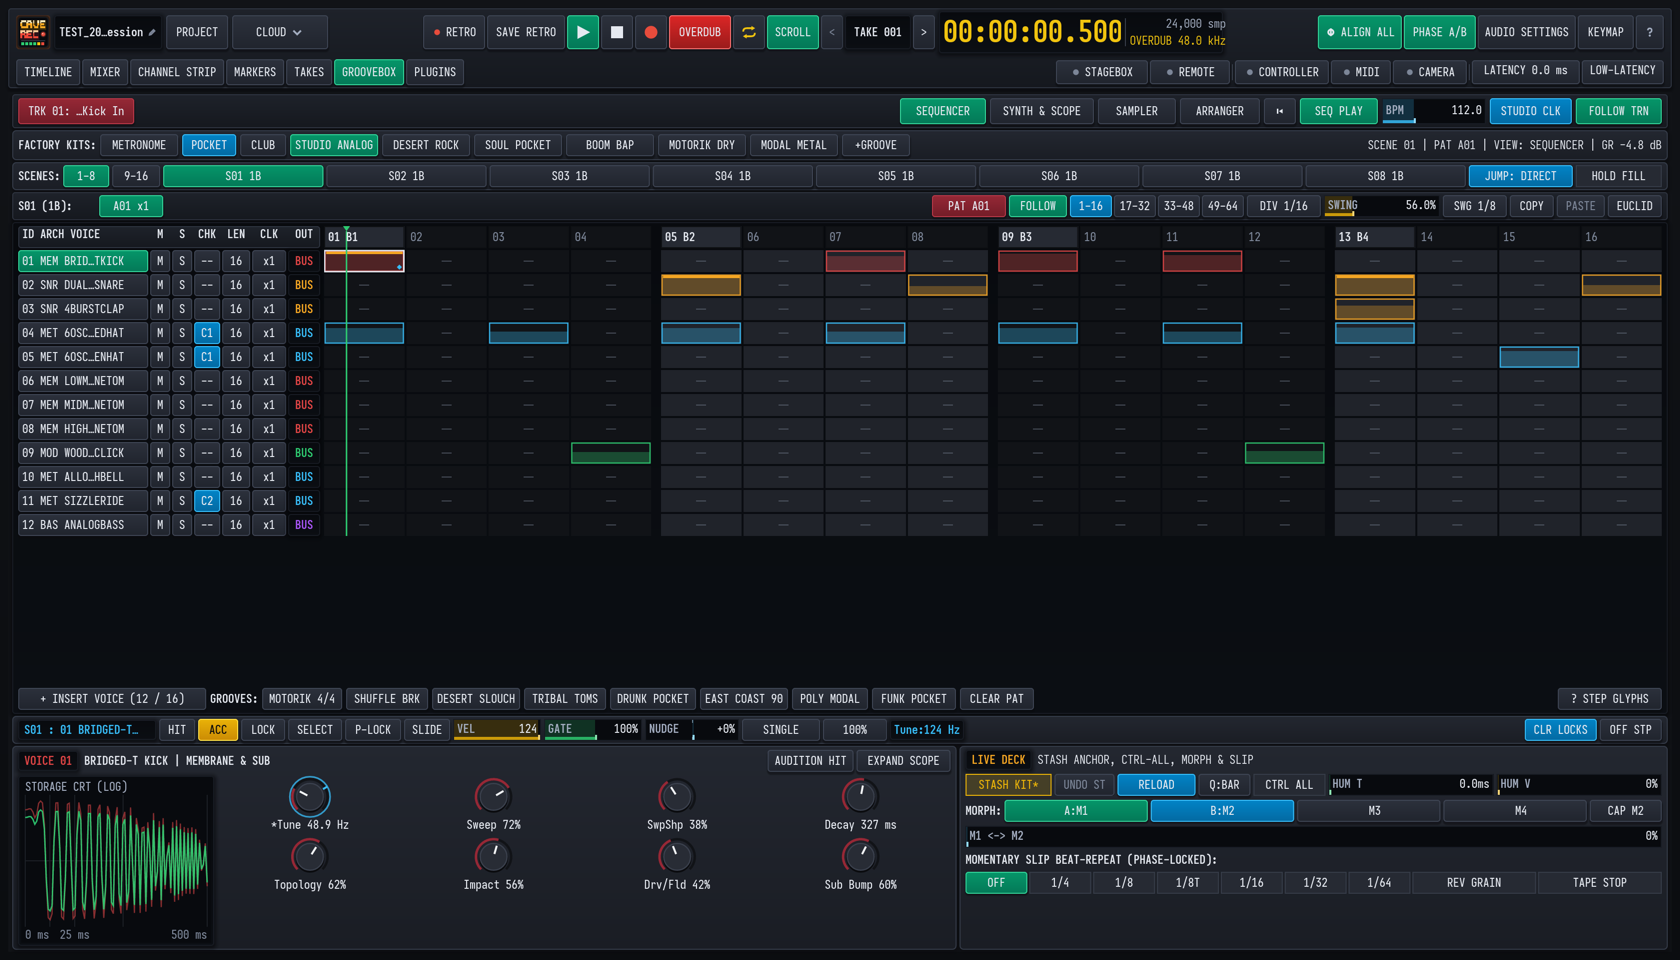 CAVE REC
TEST_20…ession PROJECT CLOUD RETRO SAVE RETRO OVERDUB SCROLL < TAKE 001 > 00:00:00.500 24,000 smp OVERDUB 48.0 kHz ALIGN ALL PHASE A/B AUDIO SETTINGS KEYMAP ?
TIMELINE MIXER CHANNEL STRIP MARKERS TAKES GROOVEBOX PLUGINS STAGEBOX REMOTE CONTROLLER MIDI CAMERA LATENCY 0.0 ms LOW-LATENCY
TRK 01: …Kick In SEQUENCER SYNTH & SCOPE SAMPLER ARRANGER SEQ PLAY BPM 112.0 STUDIO CLK FOLLOW TRN
FACTORY KITS: METRONOME POCKET CLUB STUDIO ANALOG DESERT ROCK SOUL POCKET BOOM BAP MOTORIK DRY MODAL METAL +GROOVE SCENE 01 | PAT A01 | VIEW: SEQUENCER | GR -4.8 dB
SCENES: 1-8 9-16 S01 1B S02 1B S03 1B S04 1B S05 1B S06 1B S07 1B S08 1B JUMP: DIRECT HOLD FILL
S01 (1B): A01 x1 PAT A01 FOLLOW 1-16 17-32 33-48 49-64 DIV 1/16 SWING 56.0% SWG 1/8 COPY PASTE EUCLID
ID ARCH VOICE M S CHK LEN CLK OUT 01 B1 02 03 04 05 B2 06 07 08 09 B3 10 11 12 13 B4 14 15 16
01 MEM BRID…TKICK M S -- 16 x1 BUS
02 SNR DUAL…SNARE M S -- 16 x1 BUS
03 SNR 4BURSTCLAP M S -- 16 x1 BUS
04 MET 6OSC…EDHAT M S C1 16 x1 BUS
05 MET 6OSC…ENHAT M S C1 16 x1 BUS
06 MEM LOWM…NETOM M S -- 16 x1 BUS
07 MEM MIDM…NETOM M S -- 16 x1 BUS
08 MEM HIGH…NETOM M S -- 16 x1 BUS
09 MOD WOOD…CLICK M S -- 16 x1 BUS
10 MET ALLO…HBELL M S -- 16 x1 BUS
11 MET SIZZLERIDE M S C2 16 x1 BUS
12 BAS ANALOGBASS M S -- 16 x1 BUS
+ INSERT VOICE (12 / 16) GROOVES: MOTORIK 4/4 SHUFFLE BRK DESERT SLOUCH TRIBAL TOMS DRUNK POCKET EAST COAST 90 POLY MODAL FUNK POCKET CLEAR PAT ? STEP GLYPHS
S01 : 01 BRIDGED-T… HIT ACC LOCK SELECT P-LOCK SLIDE VEL 124 GATE 100% NUDGE +0% SINGLE 100% Tune:124 Hz CLR LOCKS OFF STP
VOICE 01 BRIDGED-T KICK | MEMBRANE & SUB AUDITION HIT EXPAND SCOPE
STORAGE CRT (LOG)
*Tune 48.9 Hz Sweep 72% SwpShp 38% Decay 327 ms
Topology 62% Impact 56% Drv/Fld 42% Sub Bump 60%
0 ms 25 ms 500 ms
LIVE DECK STASH ANCHOR, CTRL-ALL, MORPH & SLIP
STASH KIT* UNDO ST RELOAD Q:BAR CTRL ALL HUM T 0.0ms HUM V 0%
MORPH: A:M1 B:M2 M3 M4 CAP M2
M1 <-> M2 0%
MOMENTARY SLIP BEAT-REPEAT (PHASE-LOCKED):
OFF 1/4 1/8 1/8T 1/16 1/32 1/64 REV GRAIN TAPE STOP